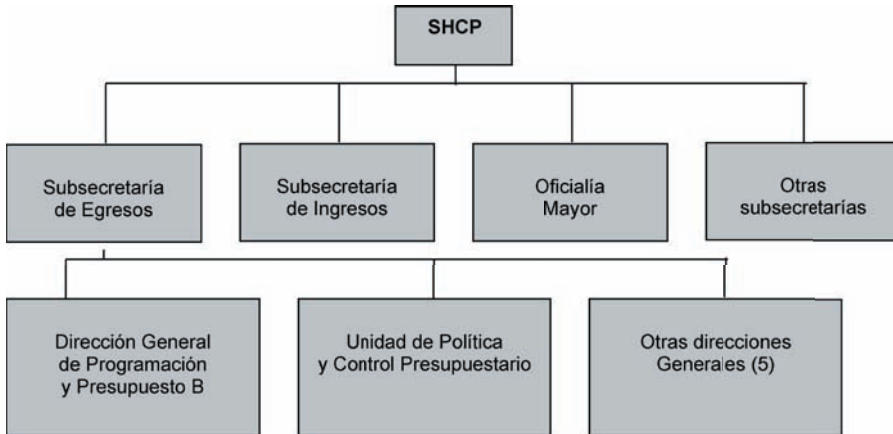 SHCP
Subsecretaría
de Egresos
Subsecretaría
de Ingresos
Oficialía
Mayor
Otras
subsecretarías
Dirección General
de Programación
y Presupuesto B
Unidad de Política
y Control Presupuestario
Otras direcciones
Generales (5)